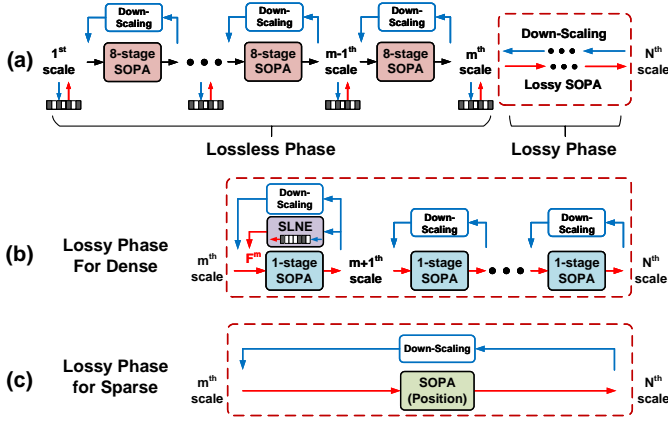 (a)
1st scale
Down-Scaling
8-stage SOPA
Down-Scaling
8-stage SOPA
m-1th scale
Down-Scaling
8-stage SOPA
mth scale
Down-Scaling
Lossy SOPA
Nth scale
Lossless Phase
Lossy Phase
(b)
Lossy Phase
For Dense
mth scale
Down-Scaling
SLNE
Fm
1-stage SOPA
m+1th scale
Down-Scaling
1-stage SOPA
Down-Scaling
1-stage SOPA
Nth scale
(c)
Lossy Phase
for Sparse
mth scale
Down-Scaling
SOPA
(Position)
Nth scale